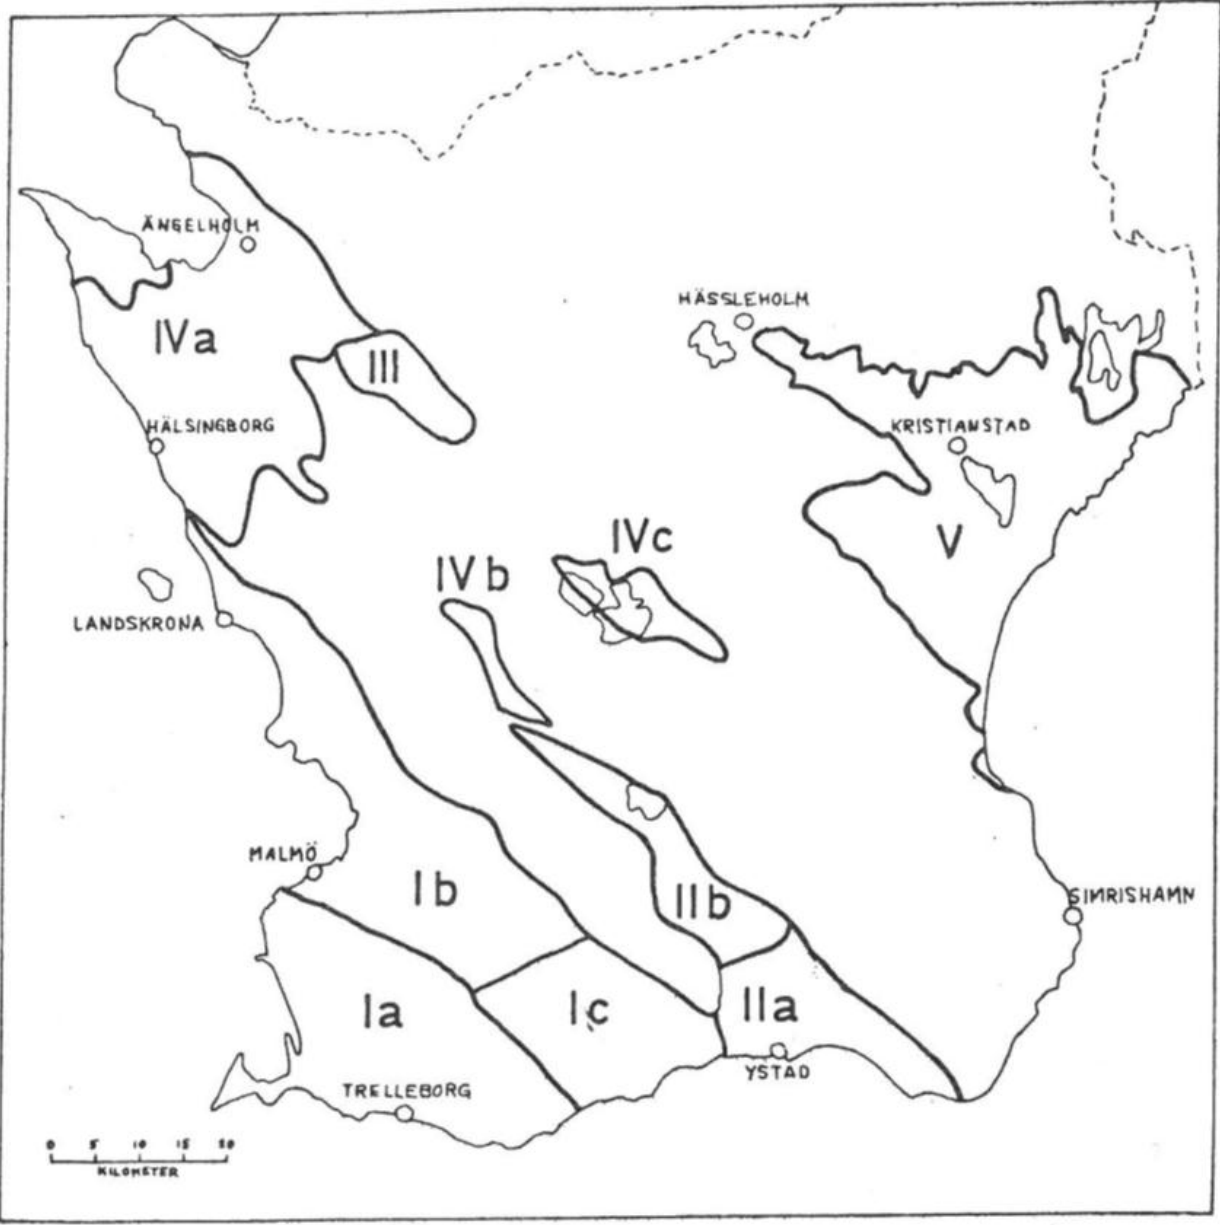 ÄNGELHOLM
HÄSSLEHOLM
IVa
III
HÄLSINGBORG
KRISTIANSTAD
IVc
V
IVb
LANDSKRONA
MALMÖ
Ib
IIb
SIMRISHAMN
Ia
Ic
IIa
YSTAD
TRELLEBORG
0 5 10 15 20
KILOMETER